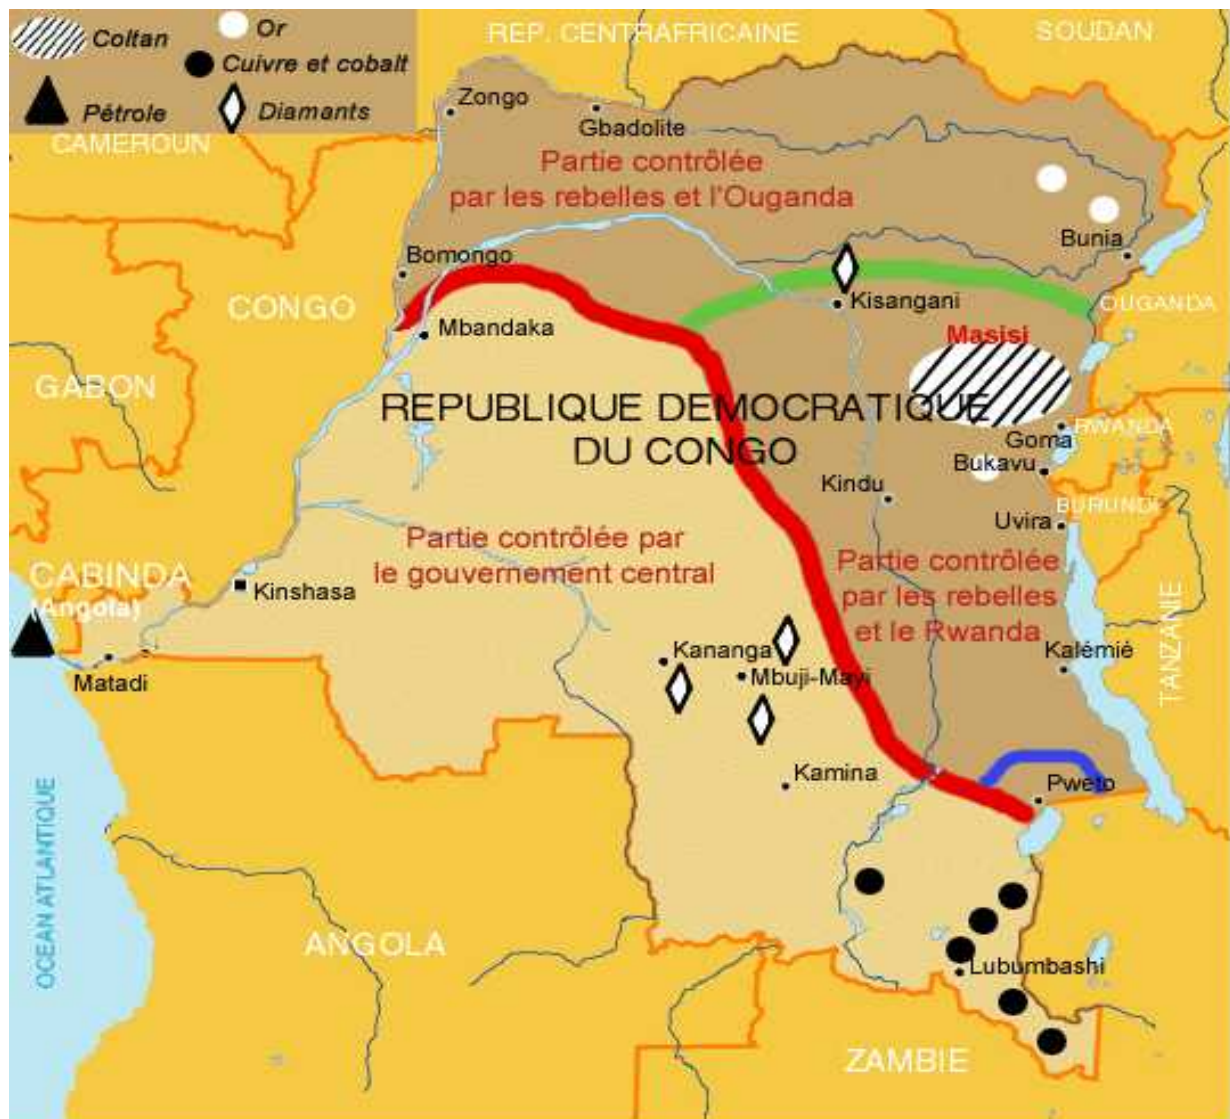 Coltan
Or
Cuivre et cobalt
Pétrole
Diamants
REP. CENTRAFRICAINE
SOUDAN
CAMEROUN
Zongo
Gbadolite
Partie contrôlée
par les rebelles et l'Ouganda
Bunia
Bomongo
CONGO
Kisangani
OUGANDA
Mbandaka
Masisi
GABON
REPUBLIQUE DEMOCRATIQUE
DU CONGO
RWANDA
Goma
Bukavu
Kindu
BURUNDI
Uvira
Partie contrôlée par
le gouvernement central
Partie contrôlée
par les rebelles
et le Rwanda
CABINDA
(Angola)
Kinshasa
TANZANIE
Kananga
Kalémié
Matadi
Mbuji-Mayi
Kamina
Pweto
OCEAN ATLANTIQUE
ANGOLA
Lubumbashi
ZAMBIE